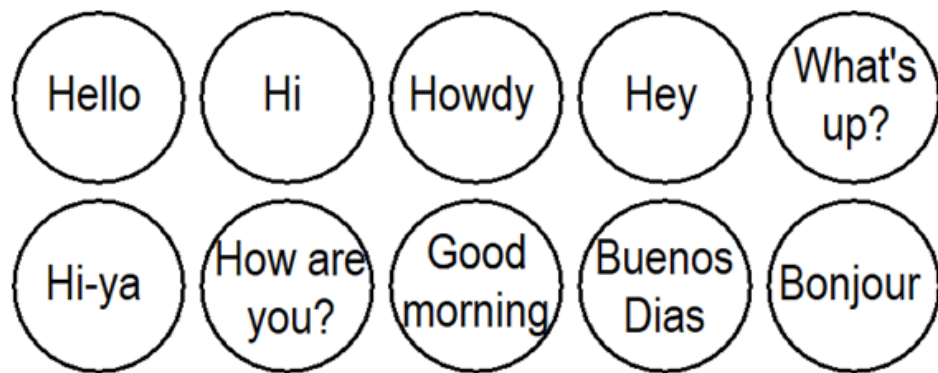 Hello
Hi
Howdy
Hey
What's
up?
Hi-ya
How are
you?
Good
morning
Buenos
Dias
Bonjour